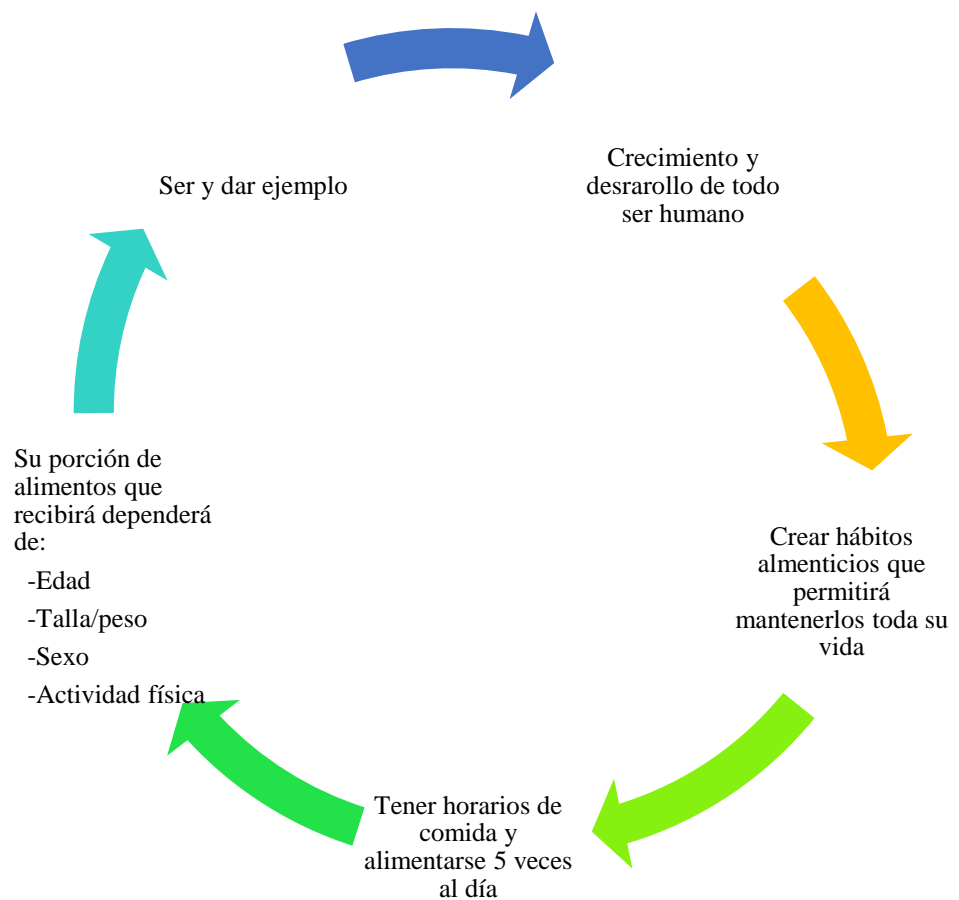 Ser y dar ejemplo
Crecimiento y
desrarollo de todo
ser humano
Crear hábitos
almenticios que
permitirá
mantenerlos toda su
vida
Tener horarios de
comida y
alimentarse 5 veces
al día
Su porción de
alimentos que
recibirá dependerá
de:
-Edad
-Talla/peso
-Sexo
-Actividad física